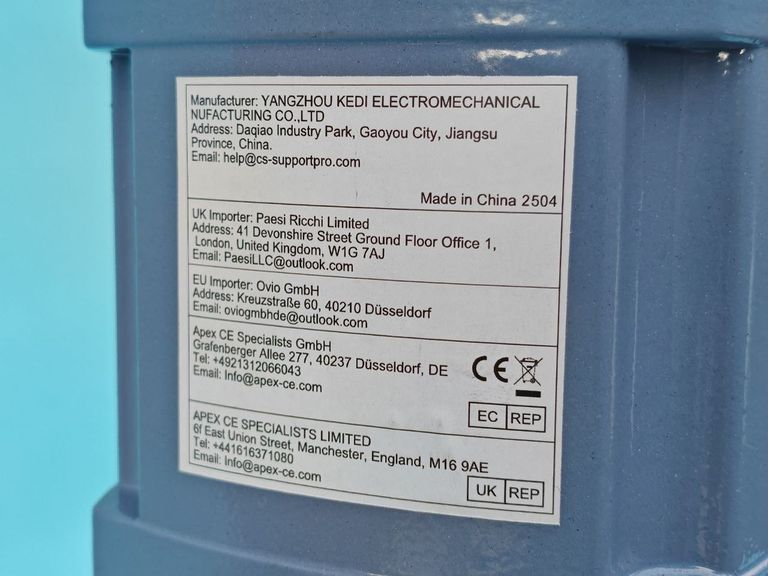 Manufacturer: YANGZHOU KEDI ELECTROMECHANICAL
NUFACTURING CO.,LTD
Address: Daqiao Industry Park, Gaoyou City, Jiangsu
Province, China.
Email: help@cs-supportpro.com
Made in China 2504
UK Importer: Paesi Ricchi Limited
Address: 41 Devonshire Street Ground Floor Office 1,
London, United Kingdom, W1G 7AJ
Email: PaesiLLC@outlook.com
EU Importer: Ovio GmbH
Address: Kreuzstraße 60, 40210 Düsseldorf
Email: oviogmbhde@outlook.com
Apex CE Specialists GmbH
Grafenberger Allee 277, 40237 Düsseldorf, DE
Tel: +4921312066043
Email: Info@apex-ce.com
CE
EC REP
APEX CE SPECIALISTS LIMITED
6f East Union Street, Manchester, England, M16 9AE
Tel: +441616371080
Email: Info@apex-ce.com
UK REP